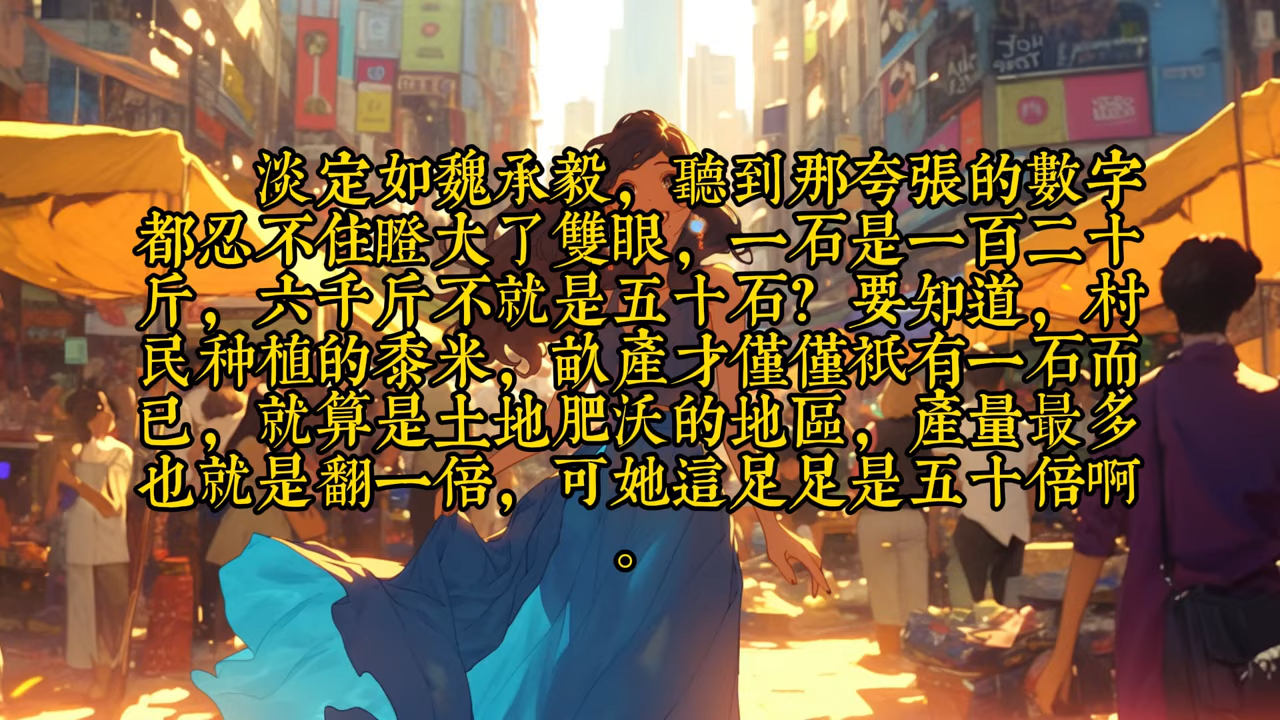 淡定如魏承毅，聽到那夸張的數字
都忍不住瞪大了雙眼，一石是一百二十
斤，六千斤不就是五十石？要知道，村
民种植的黍米，畝產才僅僅祇有一石而
已，就算是土地肥沃的地區，產量最多
也就是翻一倍，可她這足足是五十倍啊
。